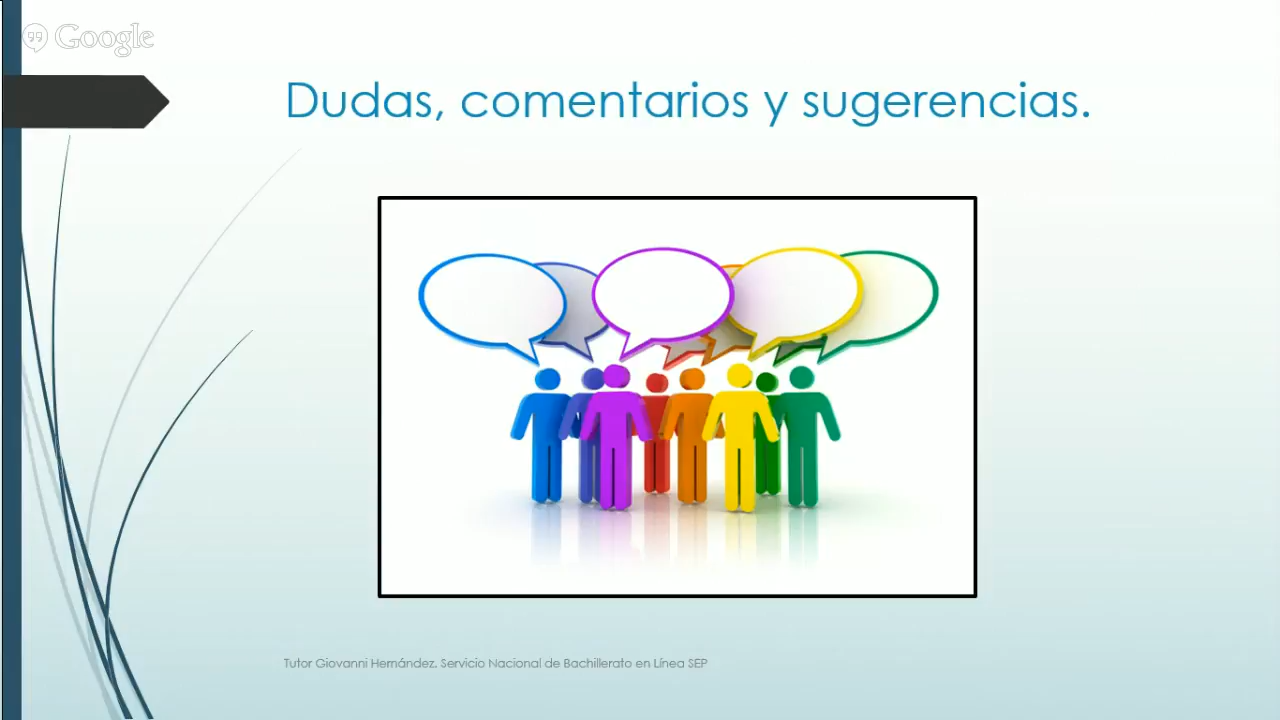 Google
Dudas, comentarios y sugerencias.
Tutor Giovanni Hernández. Servicio Nacional de Bachillerato en Línea SEP